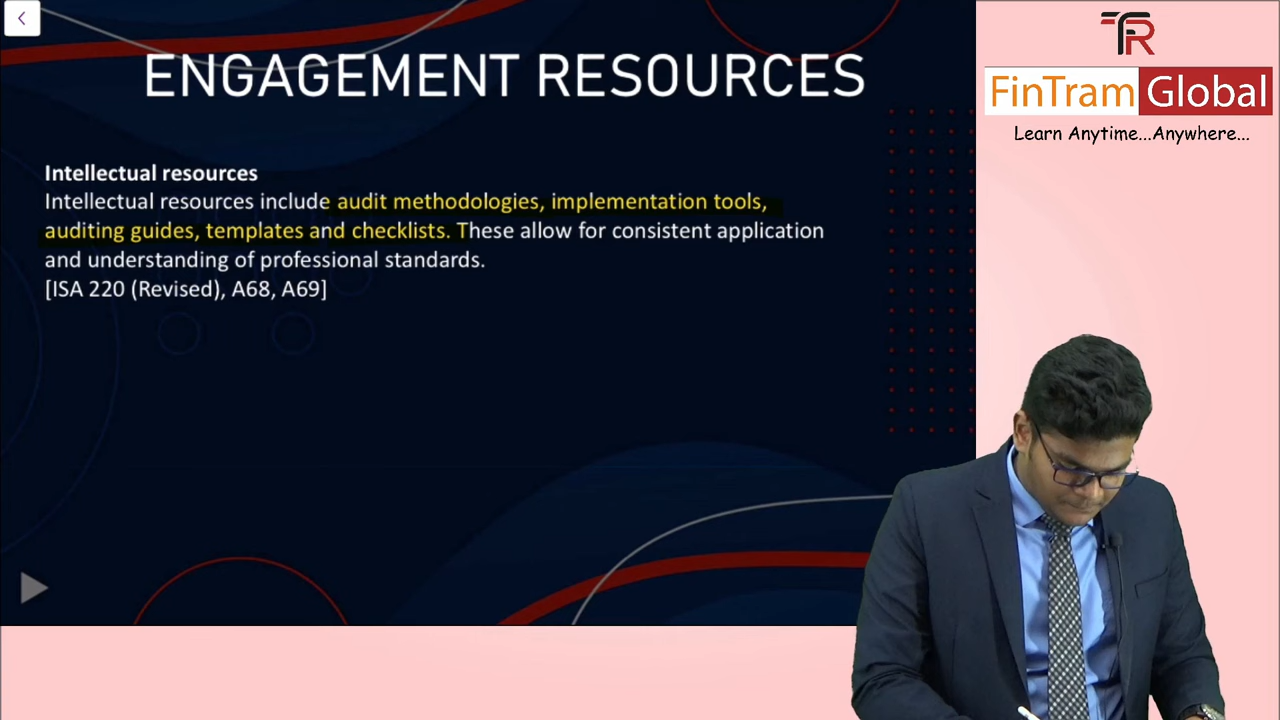 ENGAGEMENT RESOURCES
Intellectual resources
Intellectual resources include audit methodologies, implementation tools,
auditing guides, templates and checklists. These allow for consistent application
and understanding of professional standards.
[ISA 220 (Revised), A68, A69]
FinTram Global
Learn Anytime...Anywhere...